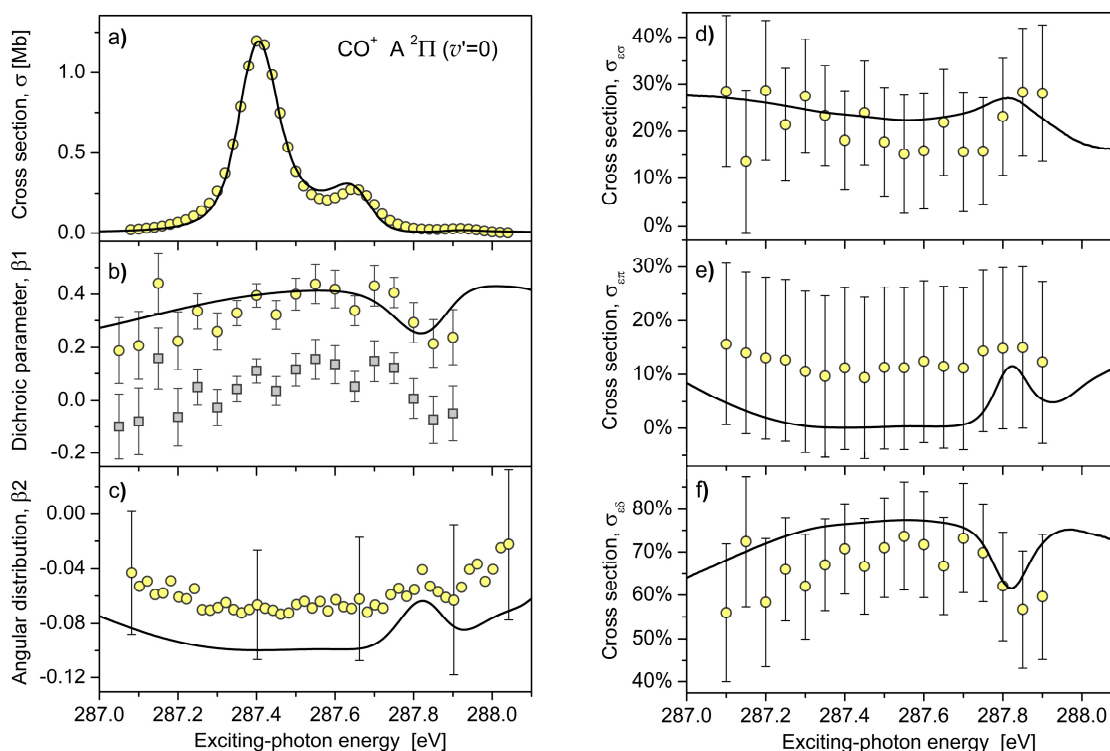 a)
CO⁺ A ²Π (v'=0)
Cross section, σ [Mb]
1.0
0.5
0.0
b)
Dichroic parameter, β1
0.4
0.2
0.0
-0.2
c)
Angular distribution, β2
0.00
-0.04
-0.08
-0.12
287.0 287.2 287.4 287.6 287.8 288.0
Exciting-photon energy [eV]
d)
Cross section, σεσ
40%
30%
20%
10%
0%
e)
Cross section, σεπ
30%
20%
10%
0%
f)
Cross section, σεδ
80%
70%
60%
50%
40%
287.0 287.2 287.4 287.6 287.8 288.0
Exciting-photon energy [eV]